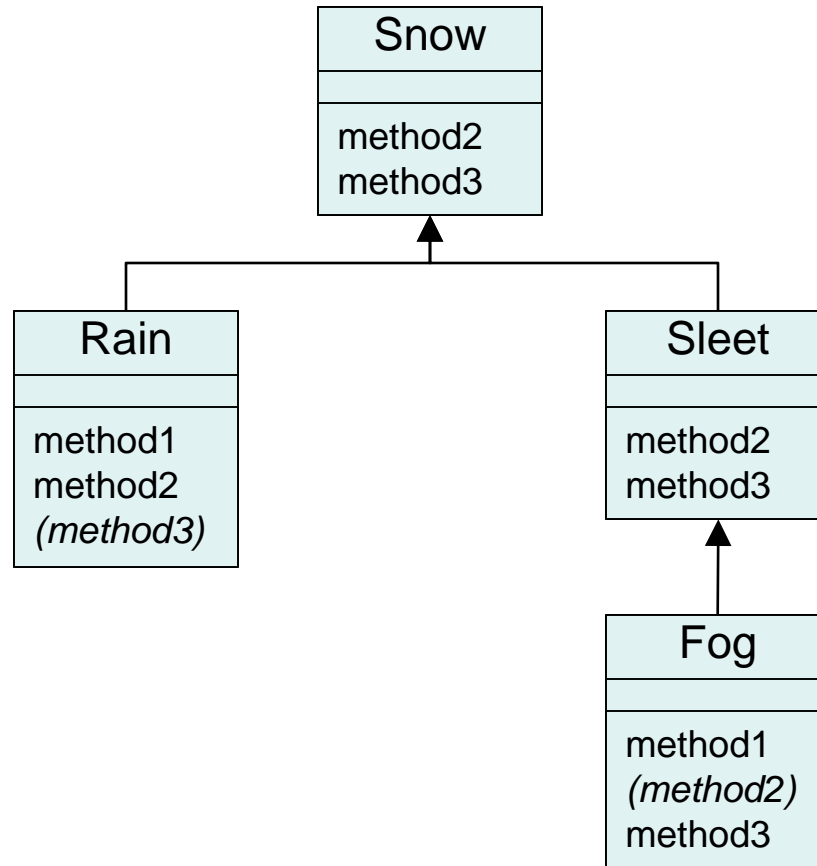 Snow
method2
method3
Rain
method1
method2
(method3)
Sleet
method2
method3
Fog
method1
(method2)
method3